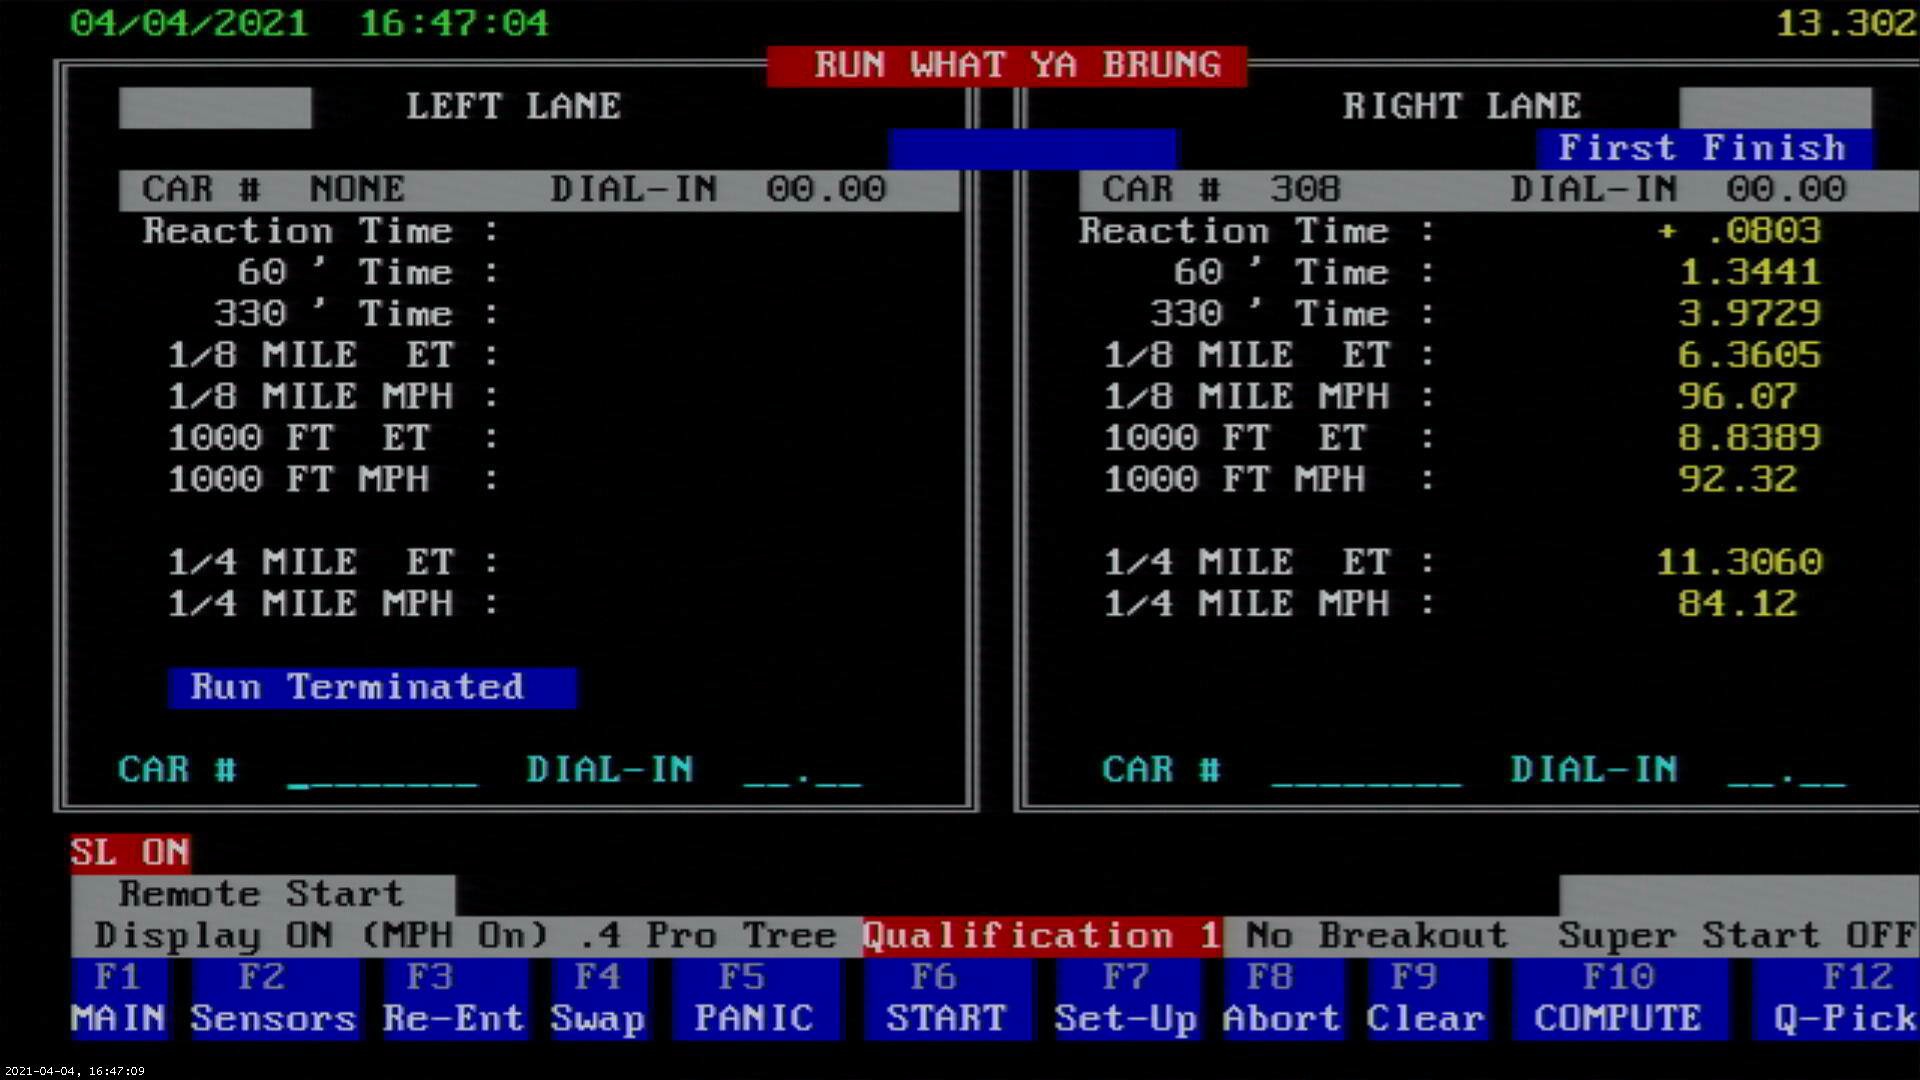 04/04/2021 16:47:04 13.302
RUN WHAT YA BRUNG
LEFT LANE
CAR # NONE DIAL-IN 00.00
Reaction Time :
60 ' Time :
330 ' Time :
1/8 MILE ET :
1/8 MILE MPH :
1000 FT ET :
1000 FT MPH :
1/4 MILE ET :
1/4 MILE MPH :
Run Terminated
CAR # ________ DIAL-IN __.__
RIGHT LANE
First Finish
CAR # 308 DIAL-IN 00.00
Reaction Time : + .0803
60 ' Time : 1.3441
330 ' Time : 3.9729
1/8 MILE ET : 6.3605
1/8 MILE MPH : 96.07
1000 FT ET : 8.8389
1000 FT MPH : 92.32
1/4 MILE ET : 11.3060
1/4 MILE MPH : 84.12
CAR # ________ DIAL-IN __.__
SL ON
Remote Start
Display ON (MPH On) .4 Pro Tree Qualification 1 No Breakout Super Start OFF
F1 F2 F3 F4 F5 F6 F7 F8 F9 F10 F12
MAIN Sensors Re-Ent Swap PANIC START Set-Up Abort Clear COMPUTE Q-Pick
2021-04-04, 16:47:09